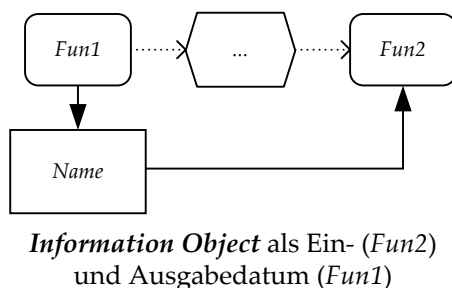 Fun1 ... Fun2
Name
Information Object als Ein- (Fun2)
und Ausgabedatum (Fun1)